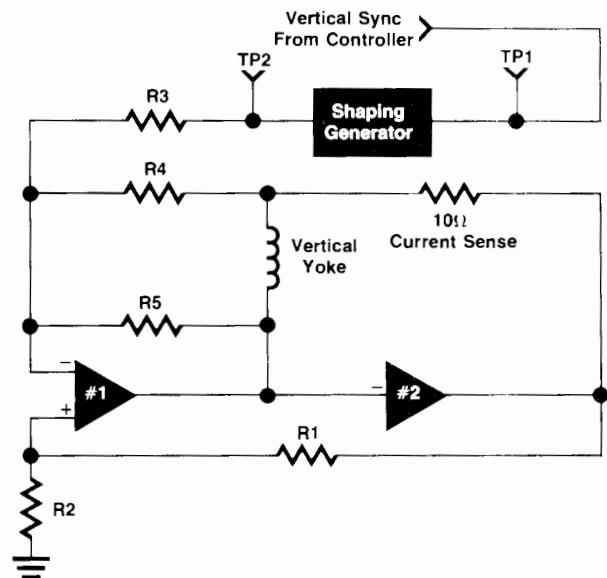 Vertical Sync
From Controller
TP2
TP1
R3
Shaping
Generator
R4
10Ω
Current Sense
Vertical
Yoke
R5
−
#1
+
−
#2
R1
R2